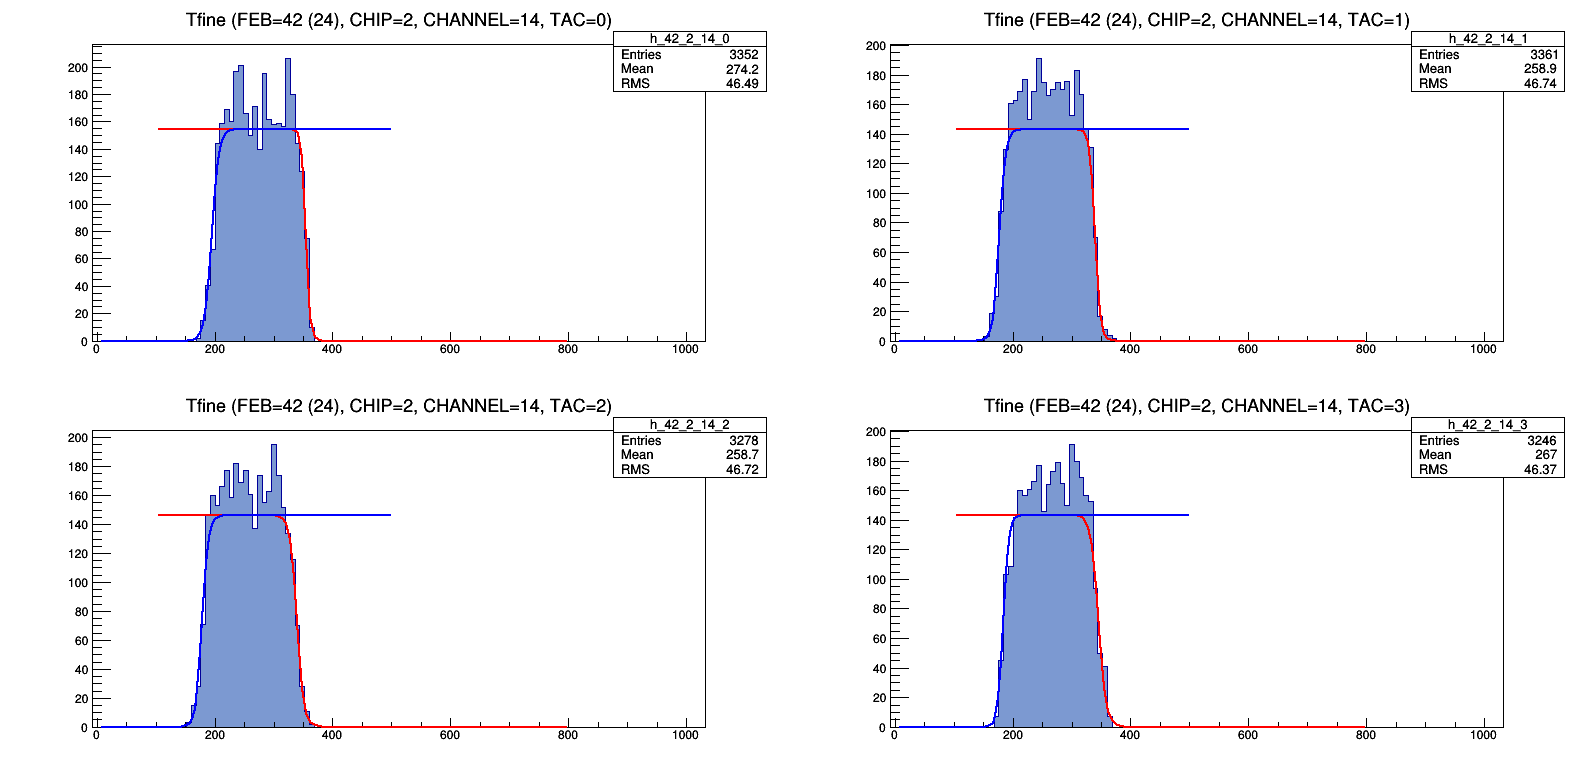 Tfine (FEB=42 (24), CHIP=2, CHANNEL=14, TAC=0)
h_42_2_14_0
Entries 3352
Mean 274.2
RMS 46.49
200
180
160
140
120
100
80
60
40
20
0
0 200 400 600 800 1000
Tfine (FEB=42 (24), CHIP=2, CHANNEL=14, TAC=1)
h_42_2_14_1
Entries 3361
Mean 258.9
RMS 46.74
200
180
160
140
120
100
80
60
40
20
0
0 200 400 600 800 1000
Tfine (FEB=42 (24), CHIP=2, CHANNEL=14, TAC=2)
h_42_2_14_2
Entries 3278
Mean 258.7
RMS 46.72
200
180
160
140
120
100
80
60
40
20
0
0 200 400 600 800 1000
Tfine (FEB=42 (24), CHIP=2, CHANNEL=14, TAC=3)
h_42_2_14_3
Entries 3246
Mean 267
RMS 46.37
200
180
160
140
120
100
80
60
40
20
0
0 200 400 600 800 1000